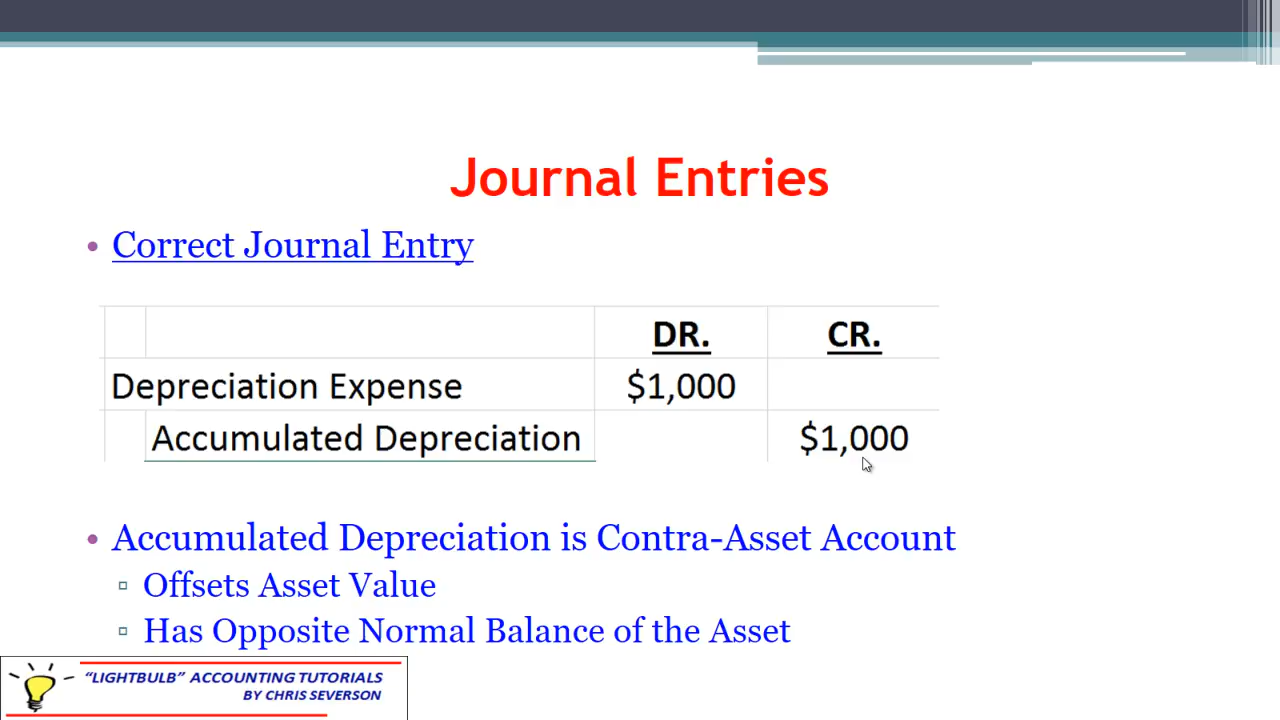 Journal Entries
• Correct Journal Entry
DR. CR.
Depreciation Expense $1,000
Accumulated Depreciation $1,000
• Accumulated Depreciation is Contra-Asset Account
▫ Offsets Asset Value
▫ Has Opposite Normal Balance of the Asset
“LIGHTBULB” ACCOUNTING TUTORIALS
BY CHRIS SEVERSON